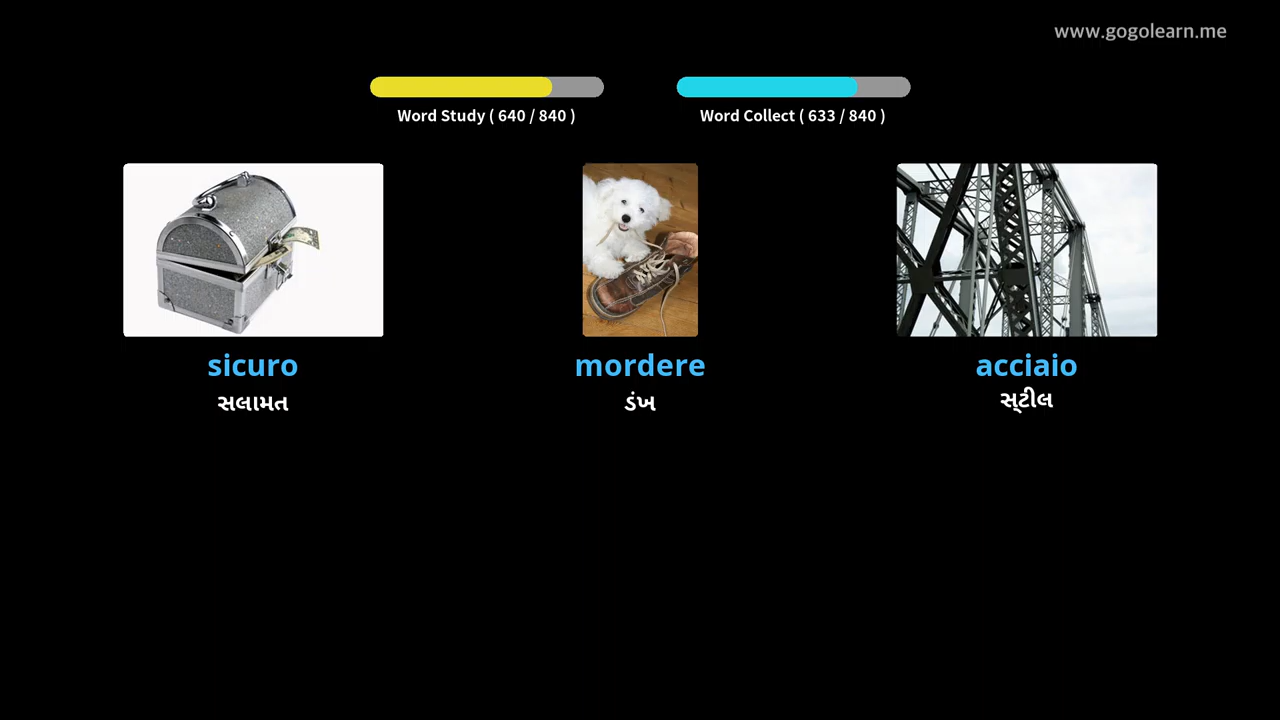 www.gogolearn.me
Word Study ( 640 / 840 )
Word Collect ( 633 / 840 )
sicuro
સલામત
mordere
ડંખ
acciaio
સ્ટીલ